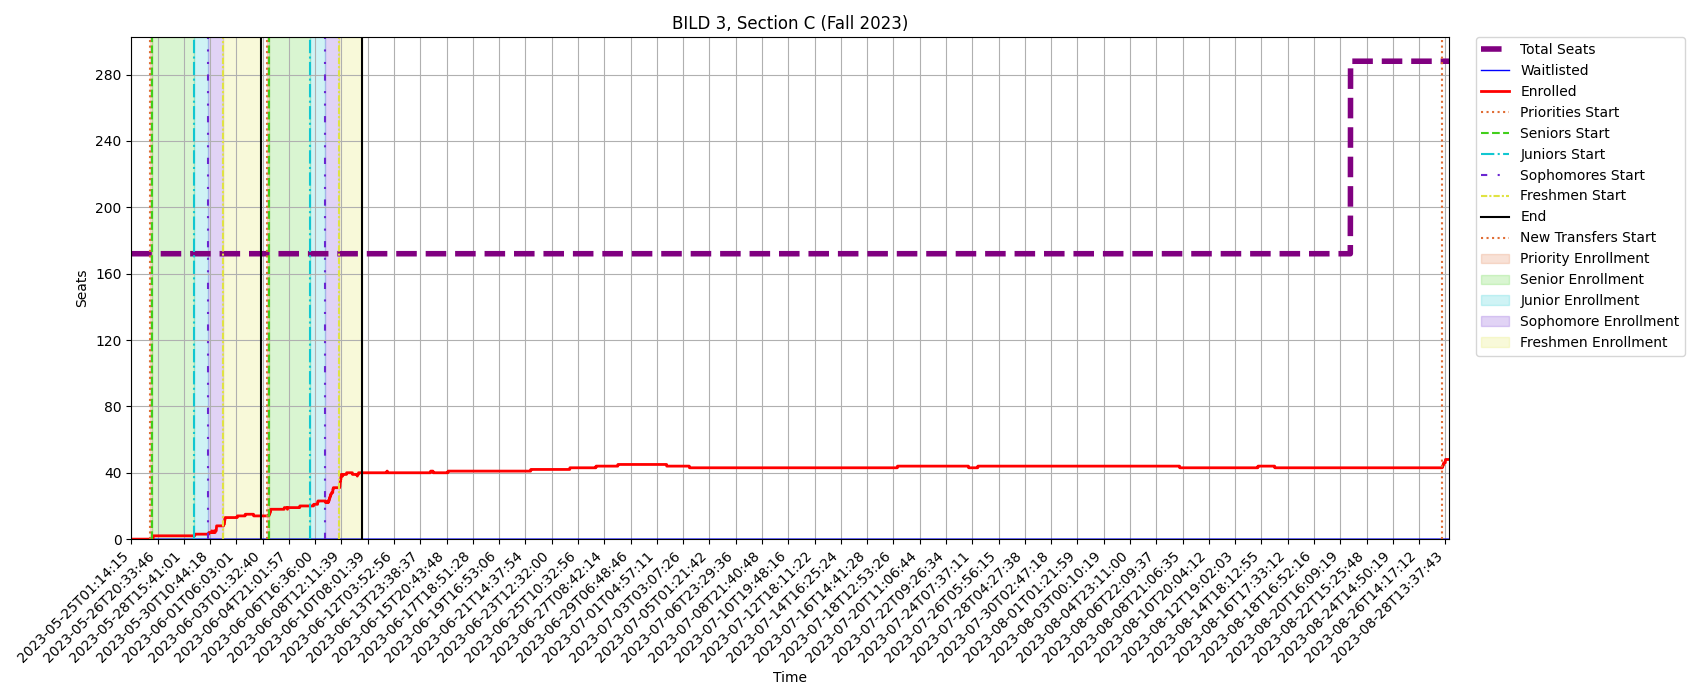 BILD 3, Section C (Fall 2023)
Seats
280
240
200
160
120
80
40
0
2023-05-25T01:14:15
2023-05-26T20:33:46
2023-05-28T15:41:01
2023-05-30T10:44:18
2023-06-01T06:03:01
2023-06-03T01:32:40
2023-06-04T21:01:57
2023-06-06T16:36:00
2023-06-08T12:11:39
2023-06-10T08:01:39
2023-06-12T03:52:56
2023-06-13T23:38:37
2023-06-15T20:43:48
2023-06-17T18:51:28
2023-06-19T16:53:06
2023-06-21T14:37:54
2023-06-23T12:32:00
2023-06-25T10:32:56
2023-06-27T08:42:14
2023-06-29T06:48:46
2023-07-01T04:57:11
2023-07-03T03:07:26
2023-07-05T01:21:42
2023-07-06T23:29:36
2023-07-08T21:40:48
2023-07-10T19:48:16
2023-07-12T18:11:22
2023-07-14T16:25:24
2023-07-16T14:41:28
2023-07-18T12:53:26
2023-07-20T11:06:44
2023-07-22T09:26:34
2023-07-24T07:37:11
2023-07-26T05:56:15
2023-07-28T04:27:38
2023-07-30T02:47:18
2023-08-01T01:21:59
2023-08-03T00:10:19
2023-08-04T23:11:00
2023-08-06T22:09:37
2023-08-08T21:06:35
2023-08-10T20:04:12
2023-08-12T19:02:03
2023-08-14T18:12:55
2023-08-16T17:33:12
2023-08-18T16:52:16
2023-08-20T16:09:19
2023-08-22T15:25:48
2023-08-24T14:50:19
2023-08-26T14:17:12
2023-08-28T13:37:43
Time
Total Seats
Waitlisted
Enrolled
Priorities Start
Seniors Start
Juniors Start
Sophomores Start
Freshmen Start
End
New Transfers Start
Priority Enrollment
Senior Enrollment
Junior Enrollment
Sophomore Enrollment
Freshmen Enrollment